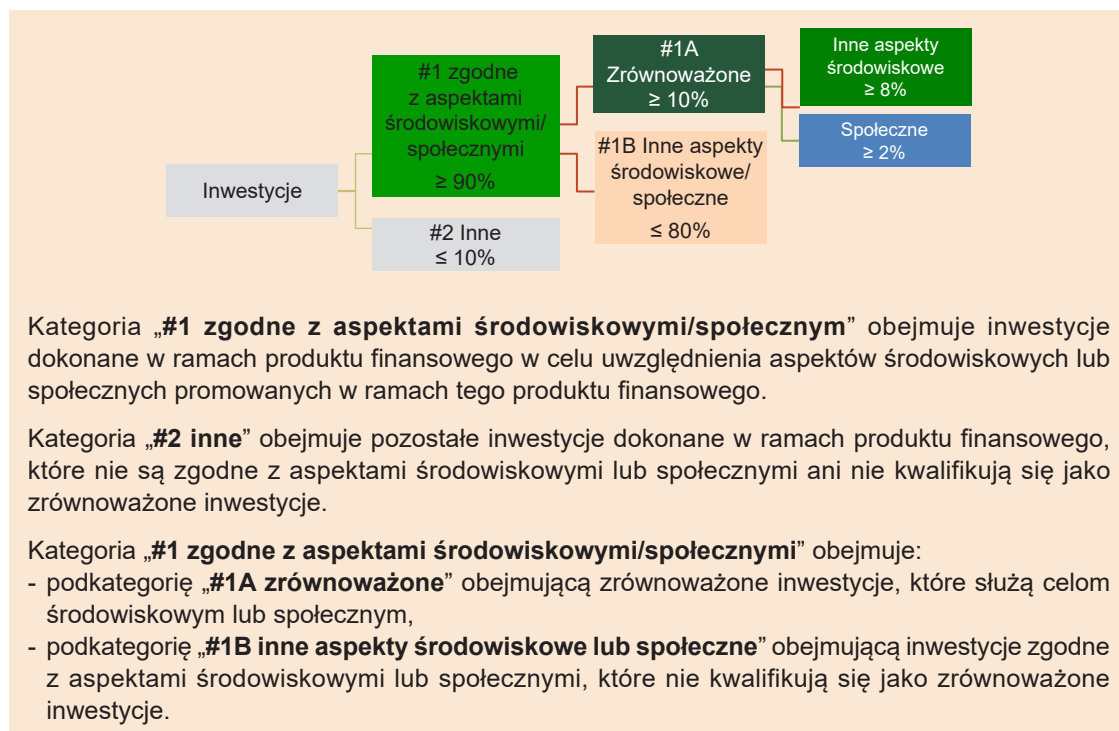 Inwestycje
#1 zgodne
z aspektami
środowiskowymi/
społecznymi
≥ 90%
#2 Inne
≤ 10%
#1A
Zrównoważone
≥ 10%
#1B Inne aspekty
środowiskowe/
społeczne
≤ 80%
Inne aspekty
środowiskowe
≥ 8%
Społeczne
≥ 2%
Kategoria „#1 zgodne z aspektami środowiskowymi/społecznym” obejmuje inwestycje
dokonane w ramach produktu finansowego w celu uwzględnienia aspektów środowiskowych lub
społecznych promowanych w ramach tego produktu finansowego.
Kategoria „#2 inne” obejmuje pozostałe inwestycje dokonane w ramach produktu finansowego,
które nie są zgodne z aspektami środowiskowymi lub społecznymi ani nie kwalifikują się jako
zrównoważone inwestycje.
Kategoria „#1 zgodne z aspektami środowiskowymi/społecznymi” obejmuje:
- podkategorię „#1A zrównoważone” obejmującą zrównoważone inwestycje, które służą celom
środowiskowym lub społecznym,
- podkategorię „#1B inne aspekty środowiskowe lub społeczne” obejmującą inwestycje zgodne
z aspektami środowiskowymi lub społecznymi, które nie kwalifikują się jako zrównoważone
inwestycje.